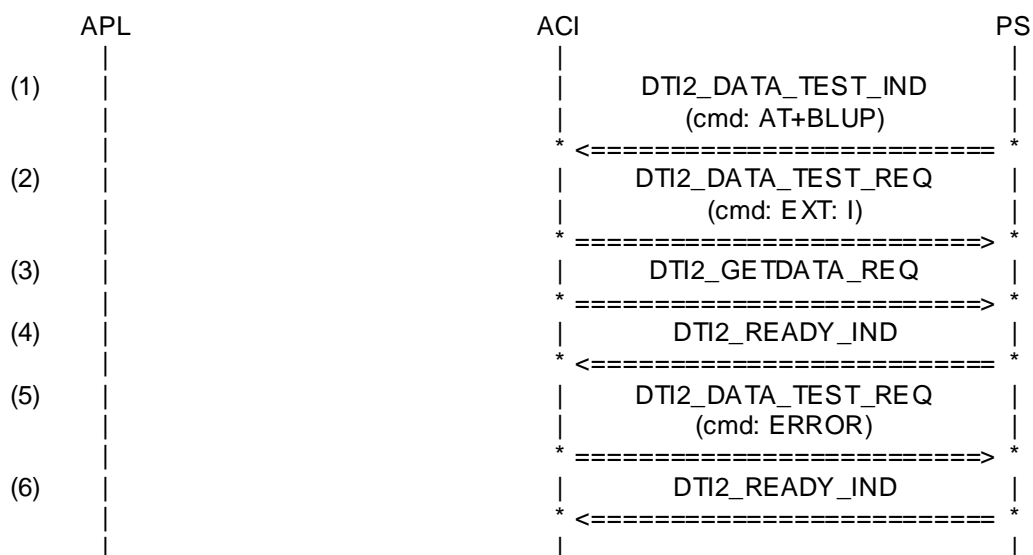 APL ACI PS
(1) DTI2_DATA_TEST_IND
(cmd: AT+BLUP)
* <========================== *
(2) DTI2_DATA_TEST_REQ
(cmd: EXT: I)
* ==========================> *
(3) DTI2_GETDATA_REQ
* ==========================> *
(4) DTI2_READY_IND
* <========================== *
(5) DTI2_DATA_TEST_REQ
(cmd: ERROR)
* ==========================> *
(6) DTI2_READY_IND
* <========================== *